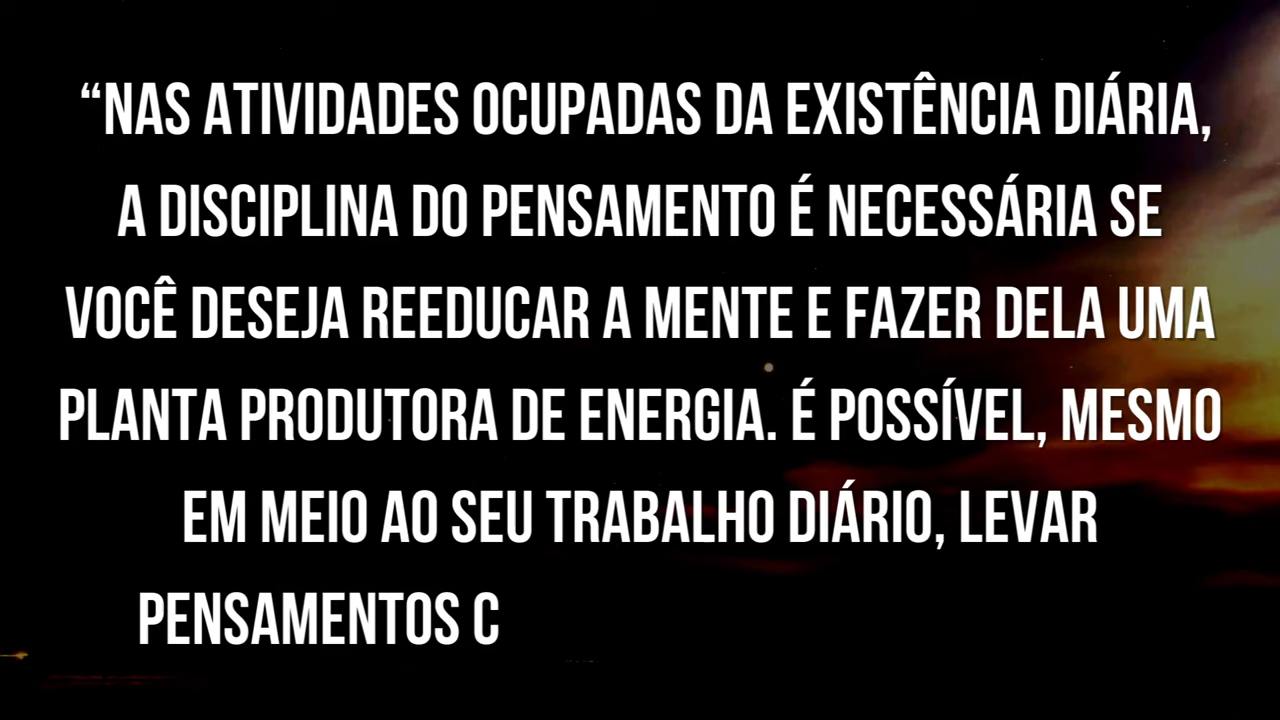 “NAS ATIVIDADES OCUPADAS DA EXISTÊNCIA DIÁRIA,
A DISCIPLINA DO PENSAMENTO É NECESSÁRIA SE
VOCÊ DESEJA REEDUCAR A MENTE E FAZER DELA UMA
PLANTA PRODUTORA DE ENERGIA. É POSSÍVEL, MESMO
EM MEIO AO SEU TRABALHO DIÁRIO, LEVAR
PENSAMENTOS C